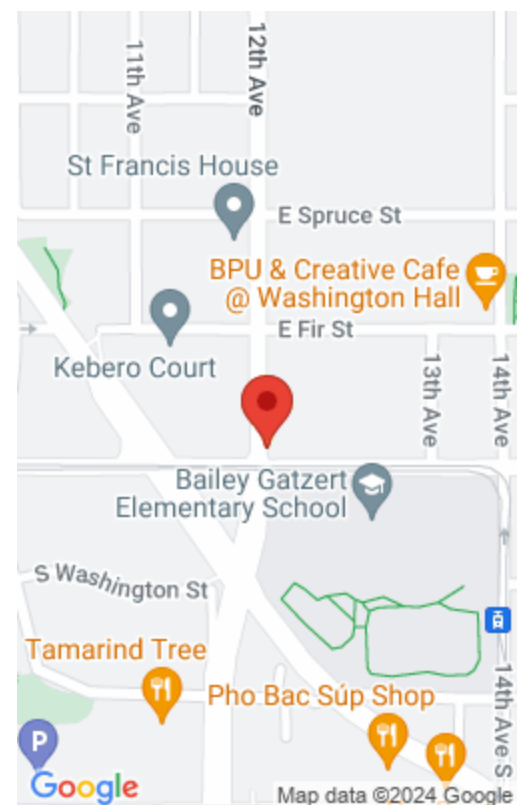 11th Ave
12th Ave
St Francis House
E Spruce St
BPU & Creative Cafe
@ Washington Hall
E Fir St
Kebero Court
13th Ave
14th Ave
Bailey Gatzert
Elementary School
S Washington St
Tamarind Tree
Pho Bac Súp Shop
14th Ave S
P
Google
Map data ©2024 Google